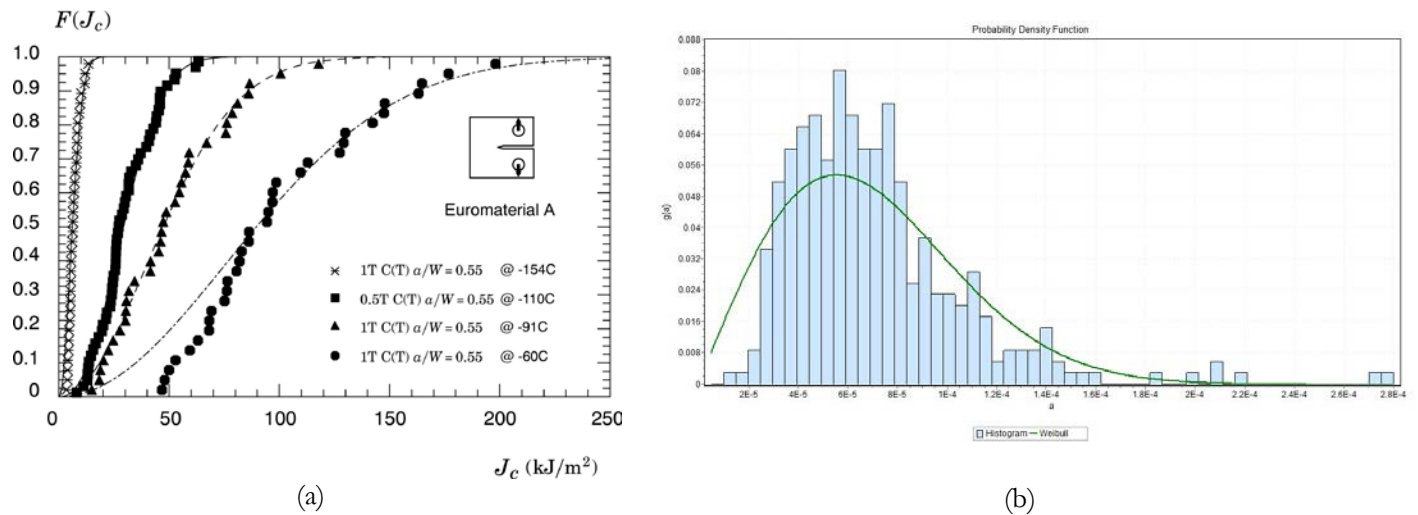 F(J_c)
1.0
0.9
0.8
0.7
0.6
0.5
0.4
0.3
0.2
0.1
0
0 50 100 150 200 250
J_c (kJ/m²)
Euromaterial A
1T C(T) a/W = 0.55 @ -154C
0.5T C(T) a/W = 0.55 @ -110C
1T C(T) a/W = 0.55 @ -91C
1T C(T) a/W = 0.55 @ -60C
(a)
Probability Density Function
0.088
0.08
0.072
0.064
0.056
0.048
0.04
0.032
0.024
0.016
0.008
0
g(a)
2E-5 4E-5 6E-5 8E-5 1E-4 1.2E-4 1.4E-4 1.6E-4 1.8E-4 2E-4 2.2E-4 2.4E-4 2.6E-4 2.8E-4
a
Histogram Weibull
(b)